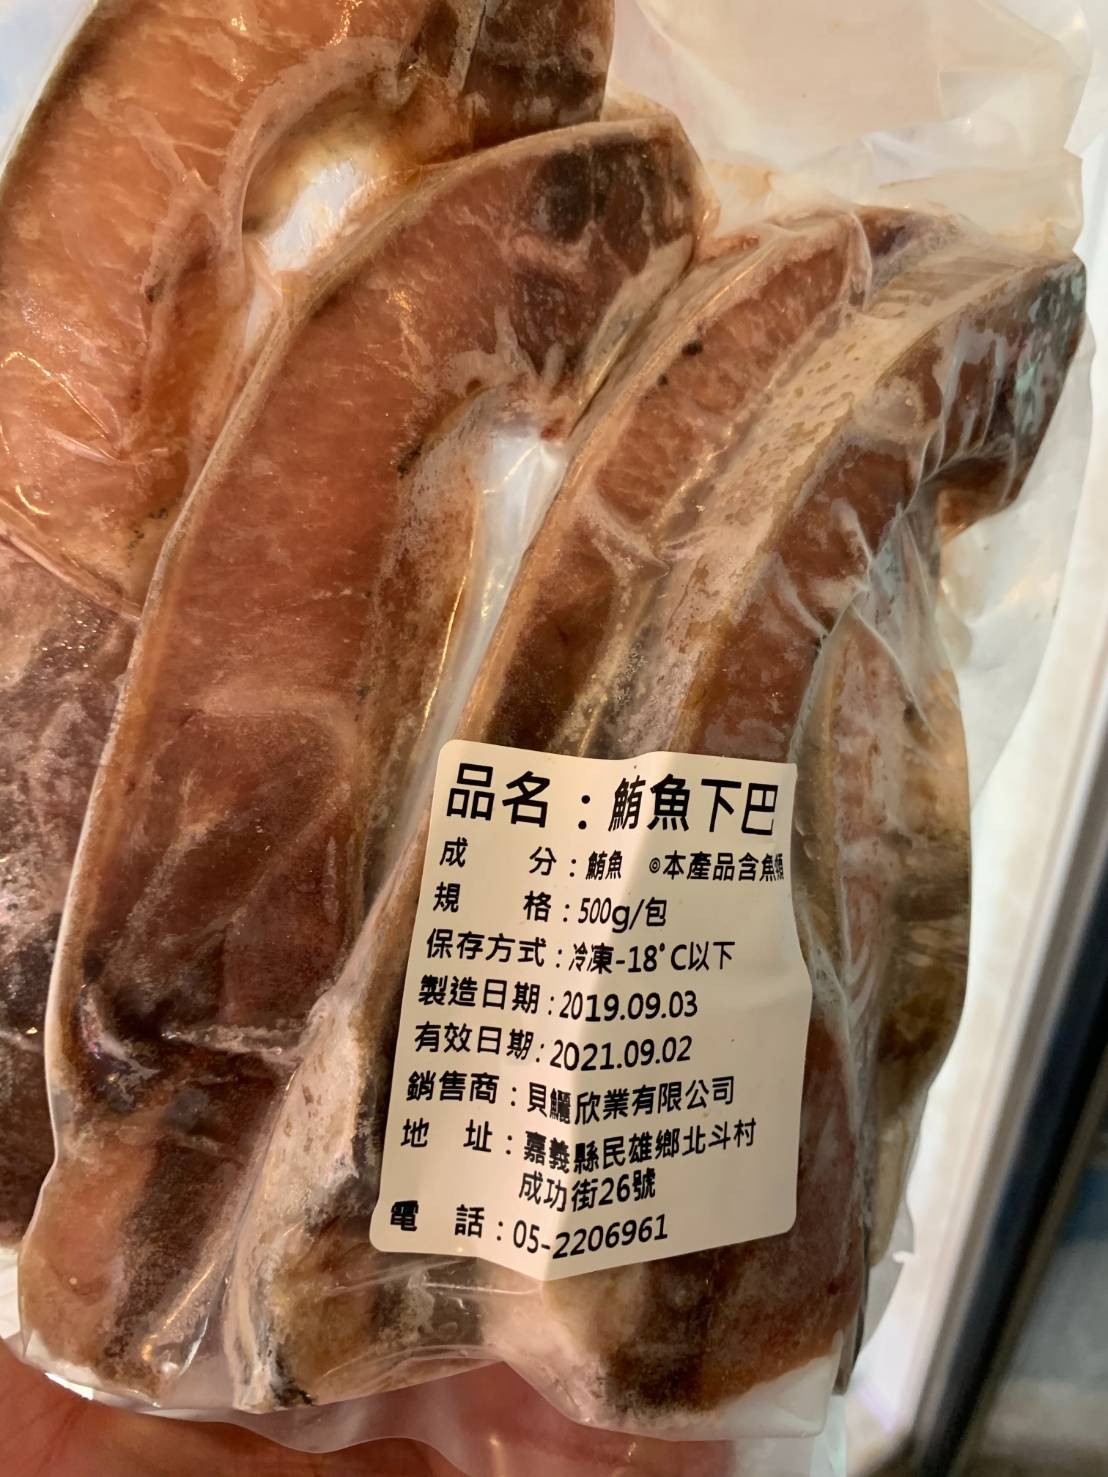 品名：鮪魚下巴
成 分：鮪魚 ◎本產品含魚類
規 格：500g/包
保存方式：冷凍-18°C以下
製造日期：2019.09.03
有效日期：2021.09.02
銷售商：貝鱺欣業有限公司
地 址：嘉義縣民雄鄉北斗村
成功街26號
電 話：05-2206961